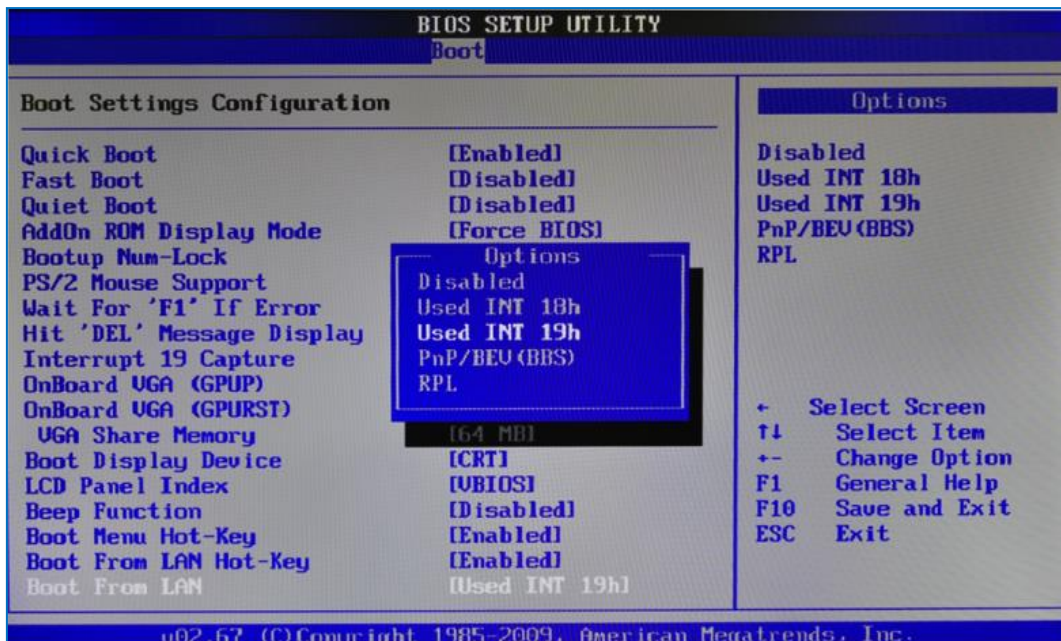 BIOS SETUP UTILITY
Boot
Boot Settings Configuration
Quick Boot [Enabled]
Fast Boot [Disabled]
Quiet Boot [Disabled]
AddOn ROM Display Mode [Force BIOS]
Bootup Num-Lock
PS/2 Mouse Support
Wait For 'F1' If Error
Hit 'DEL' Message Display
Interrupt 19 Capture
OnBoard VGA (GPUP)
OnBoard VGA (GPURST)
VGA Share Memory [64 MB]
Boot Display Device [CRT]
LCD Panel Index [VBIOS]
Beep Function [Disabled]
Boot Menu Hot-Key [Enabled]
Boot From LAN Hot-Key [Enabled]
Boot From LAN [Used INT 19h]
Options
Disabled
Used INT 18h
Used INT 19h
PnP/BEV(BBS)
RPL
Options
Disabled
Used INT 18h
Used INT 19h
PnP/BEV(BBS)
RPL
← Select Screen
↑↓ Select Item
+- Change Option
F1 General Help
F10 Save and Exit
ESC Exit
v02.67 (C)Copyright 1985-2009, American Megatrends, Inc.